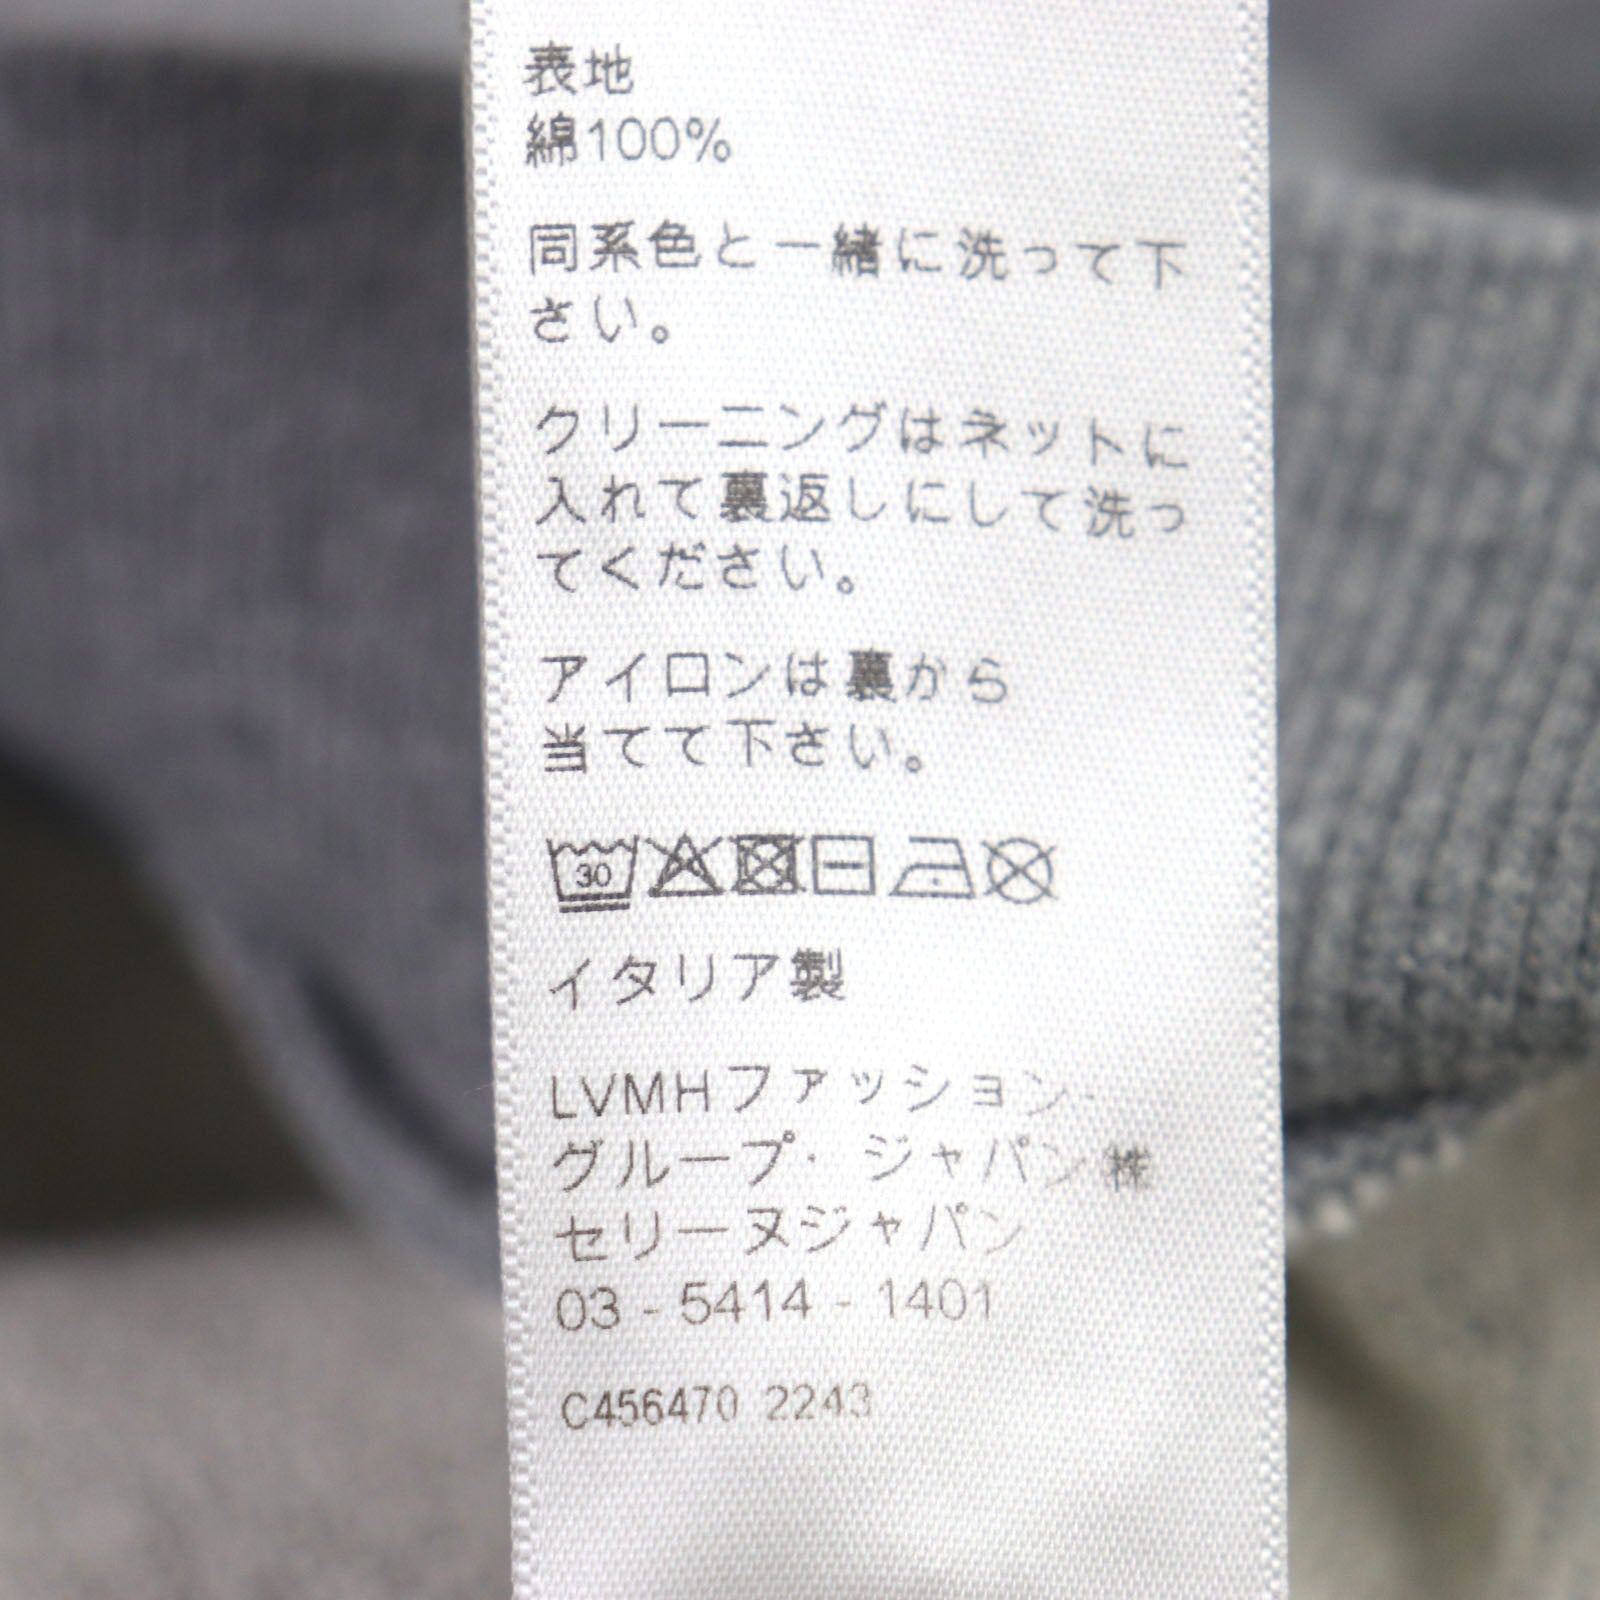 表地
綿100%
同系色と一緒に洗って下
さい。
クリーニングはネットに
入れて裏返しにして洗っ
てください。
アイロンは裏から
当てて下さい。
30
イタリア製
LVMHファッション・
グループ・ジャパン株
セリーヌジャパン
03 - 5414 - 1401
C456470 2243